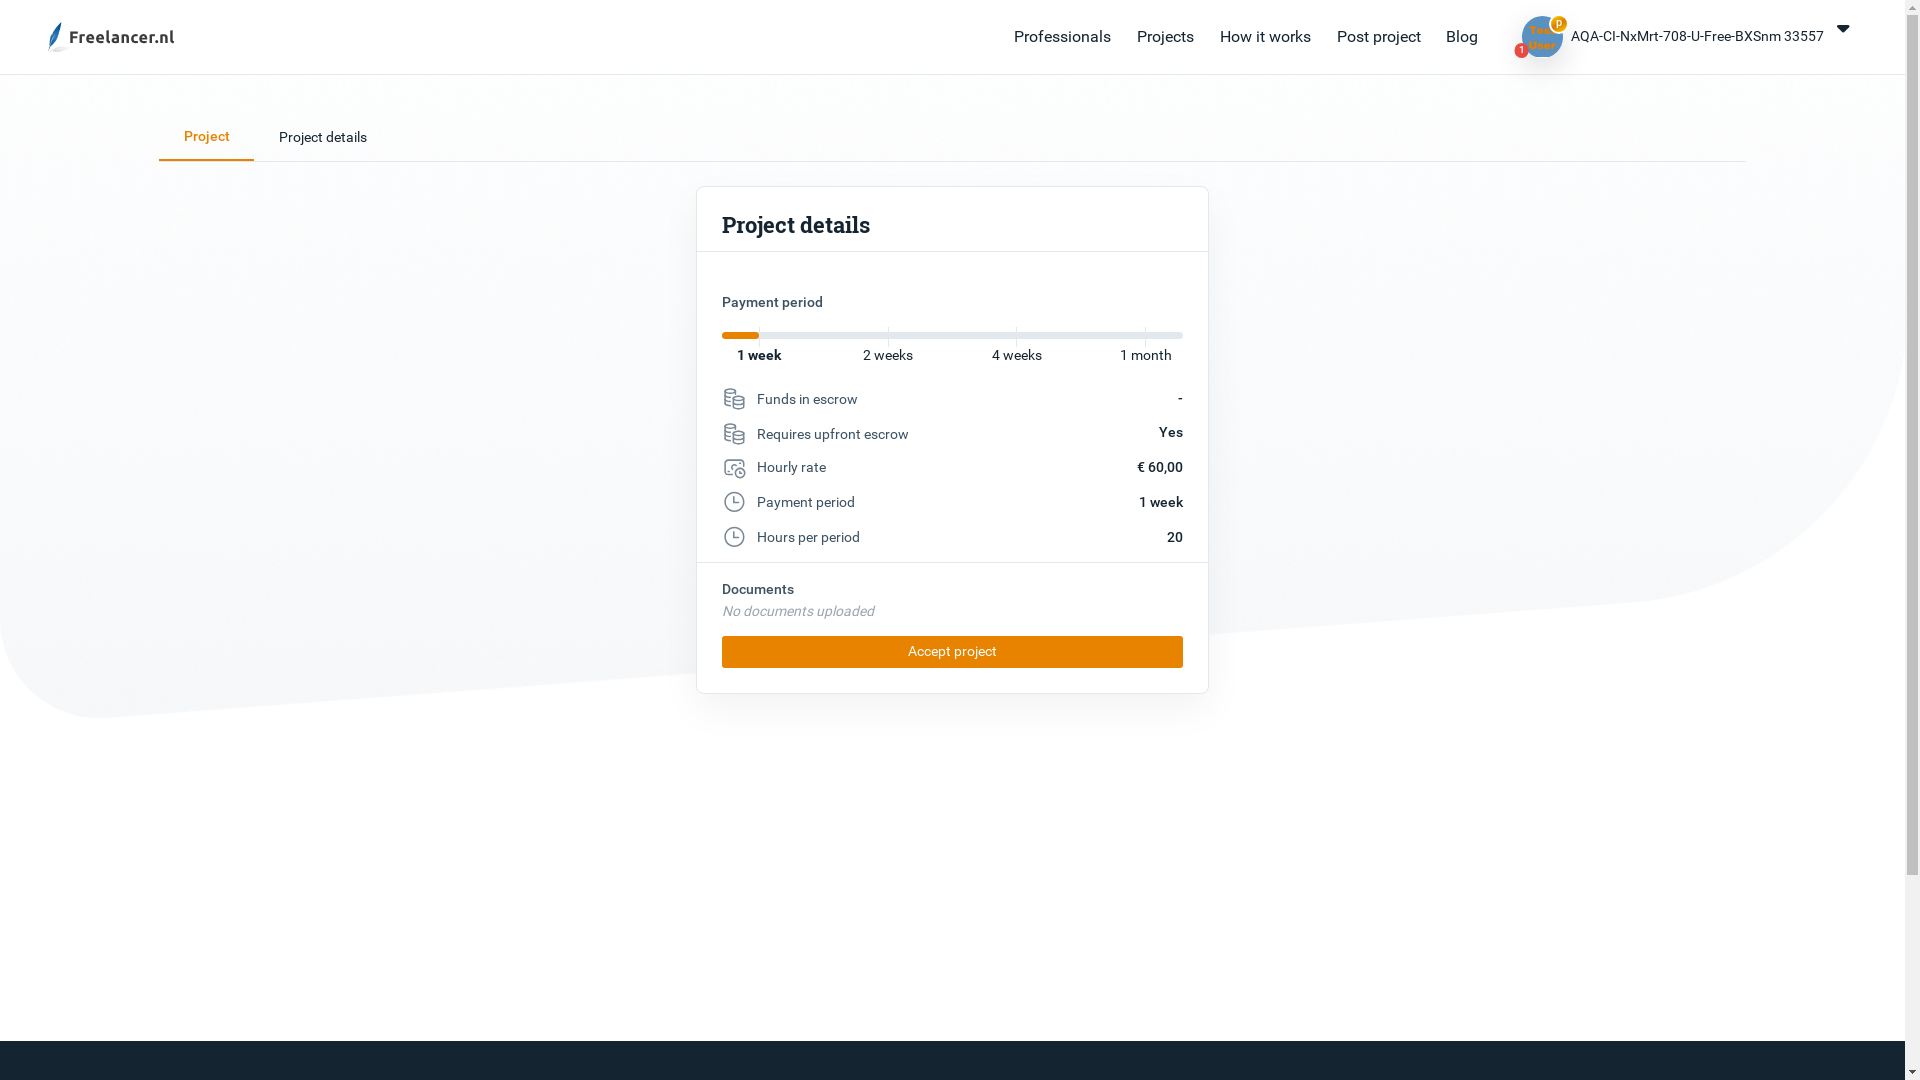 Freelancer.nl
Professionals
Projects
How it works
Post project
Blog
p
1
Test
User
AQA-CI-NxMrt-708-U-Free-BXSnm 33557
Project
Project details
Project details
Payment period
1 week
2 weeks
4 weeks
1 month
Funds in escrow -
Requires upfront escrow Yes
Hourly rate € 60,00
Payment period 1 week
Hours per period 20
Documents
No documents uploaded
Accept project